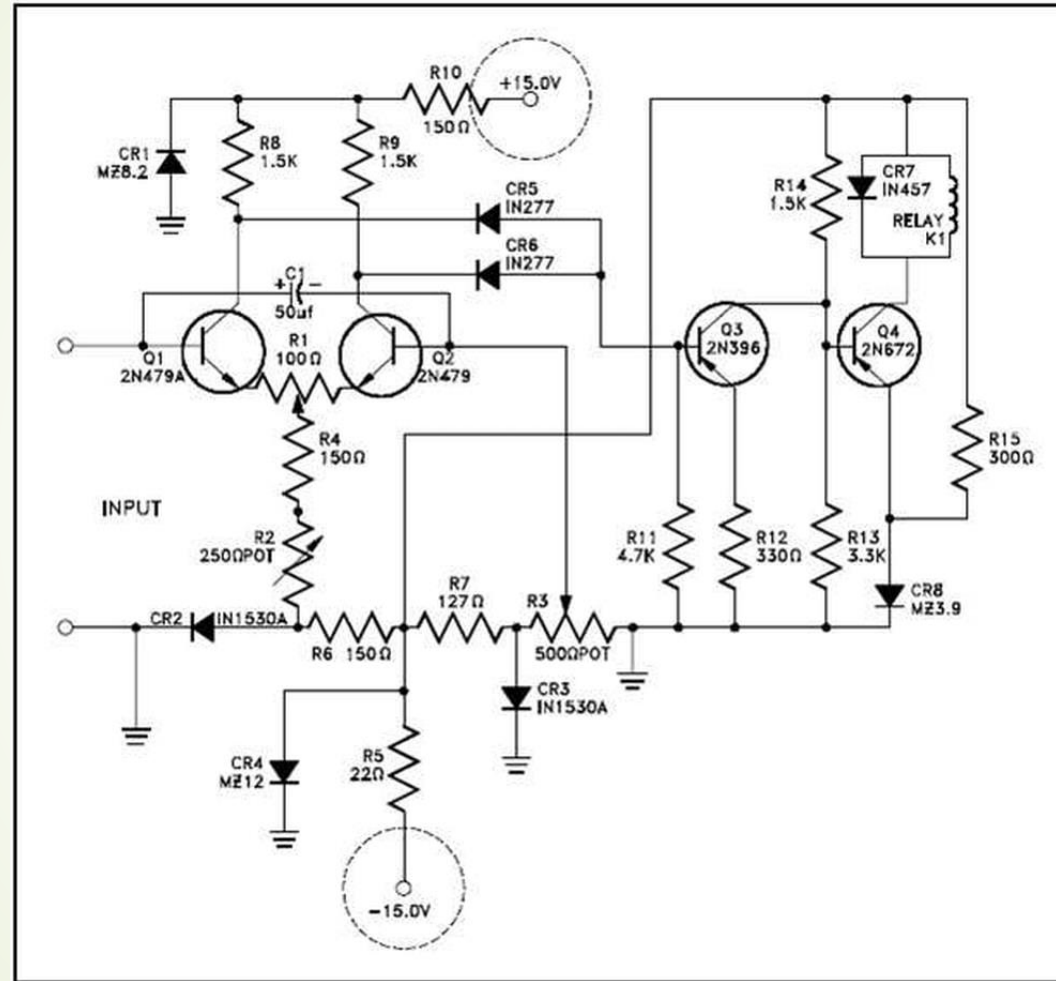 R10
+15.0V
150Ω
CR1
MZ8.2
R8
1.5K
R9
1.5K
CR5
IN277
CR6
IN277
R14
1.5K
CR7
IN457
RELAY
K1
+ C1 −
50uf
R1
100Ω
Q1
2N479A
Q2
2N479
Q3
2N396
Q4
2N672
R4
150Ω
R15
300Ω
INPUT
R2
250ΩPOT
R11
4.7K
R12
330Ω
R13
3.3K
R7
127Ω
R3
CR8
MZ3.9
CR2
IN1530A
R6 150Ω
500ΩPOT
CR3
IN1530A
CR4
MZ12
R5
22Ω
−15.0V